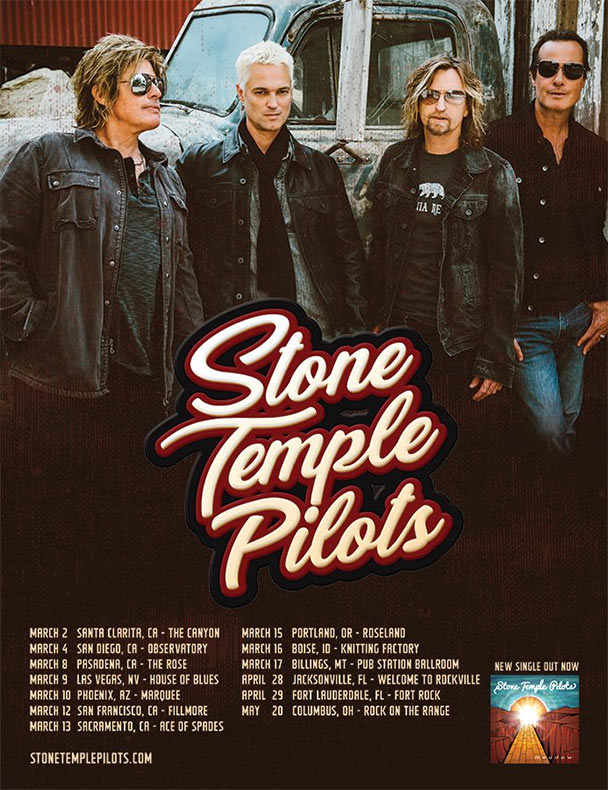 IA RE
Stone
Temple
Pilots
MARCH 2 SANTA CLARITA, CA - THE CANYON
MARCH 4 SAN DIEGO, CA - OBSERVATORY
MARCH 8 PASADENA, CA - THE ROSE
MARCH 9 LAS VEGAS, NV - HOUSE OF BLUES
MARCH 10 PHOENIX, AZ - MARQUEE
MARCH 12 SAN FRANCISCO, CA - FILLMORE
MARCH 13 SACRAMENTO, CA - ACE OF SPADES
MARCH 15 PORTLAND, OR - ROSELAND
MARCH 16 BOISE, ID - KNITTING FACTORY
MARCH 17 BILLINGS, MT - PUB STATION BALLROOM
APRIL 28 JACKSONVILLE, FL - WELCOME TO ROCKVILLE
APRIL 29 FORT LAUDERDALE, FL - FORT ROCK
MAY 20 COLUMBUS, OH - ROCK ON THE RANGE
NEW SINGLE OUT NOW
Stone Temple Pilots
meadow
STONETEMPLEPILOTS.COM